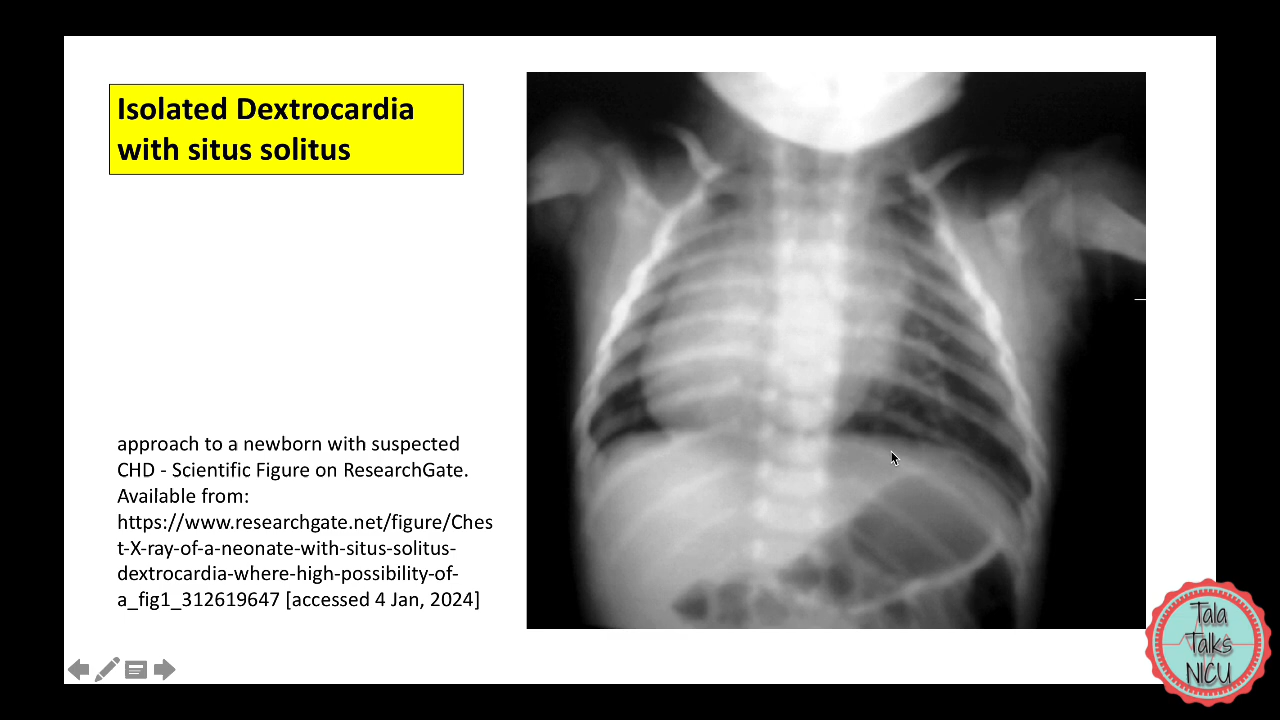 Isolated Dextrocardia
with situs solitus
approach to a newborn with suspected
CHD - Scientific Figure on ResearchGate.
Available from:
https://www.researchgate.net/figure/Ches
t-X-ray-of-a-neonate-with-situs-solitus-
dextrocardia-where-high-possibility-of-
a_fig1_312619647 [accessed 4 Jan, 2024]
Tala
Talks
NICU